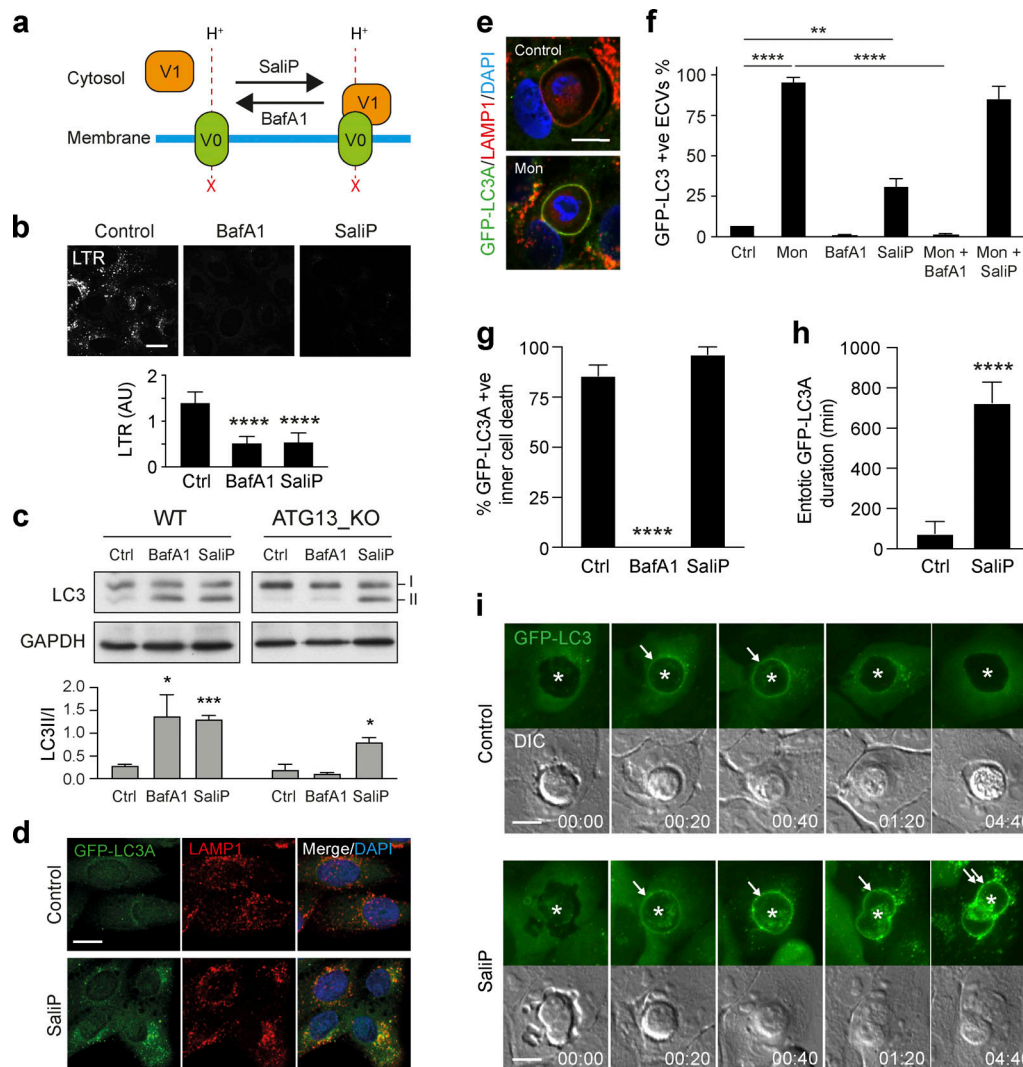 a
H+
H+
Cytosol
V1
SaliP
BafA1
V1
Membrane
V0
V0
X
X
b
Control
BafA1
SaliP
LTR
LTR (AU)
2
1
0
****
****
Ctrl
BafA1
SaliP
c
WT
ATG13_KO
Ctrl
BafA1
SaliP
Ctrl
BafA1
SaliP
LC3
I
II
GAPDH
LC3II/I
2.0
1.5
1.0
0.5
0.0
*
***
*
Ctrl
BafA1
SaliP
Ctrl
BafA1
SaliP
d
GFP-LC3A
LAMP1
Merge/DAPI
Control
SaliP
e
GFP-LC3A/LAMP1/DAPI
Control
Mon
f
GFP-LC3 +ve ECVs %
100
75
50
25
0
**
****
****
Ctrl
Mon
BafA1
SaliP
Mon + BafA1
Mon + SaliP
g
% GFP-LC3A +ve
inner cell death
100
75
50
25
0
****
Ctrl
BafA1
SaliP
h
Entotic GFP-LC3A
duration (min)
1000
800
600
400
200
0
****
Ctrl
SaliP
i
Control
GFP-LC3
*
*
*
*
*
DIC
00:00
00:20
00:40
01:20
04:40
SaliP
*
*
*
*
*
00:00
00:20
00:40
01:20
04:40